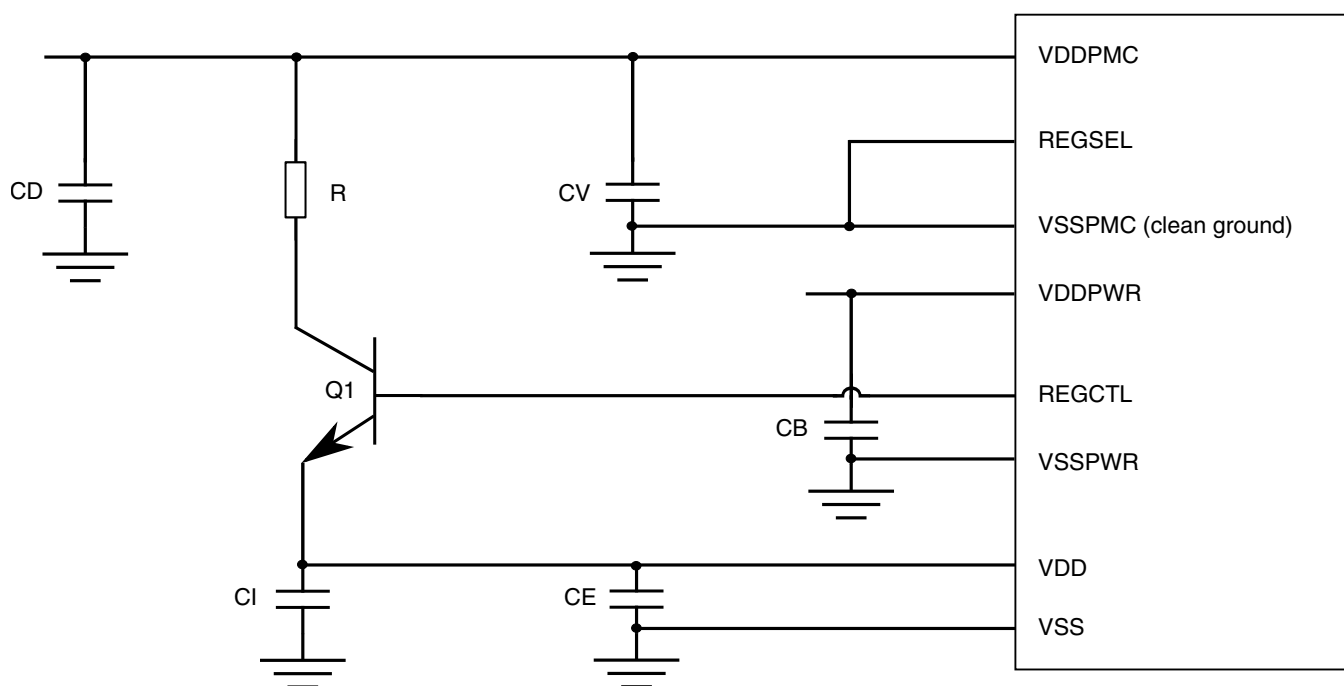 VDDPMC
REGSEL
CD
R
CV
VSSPMC (clean ground)
VDDPWR
Q1
REGCTL
CB
VSSPWR
VDD
CI
CE
VSS